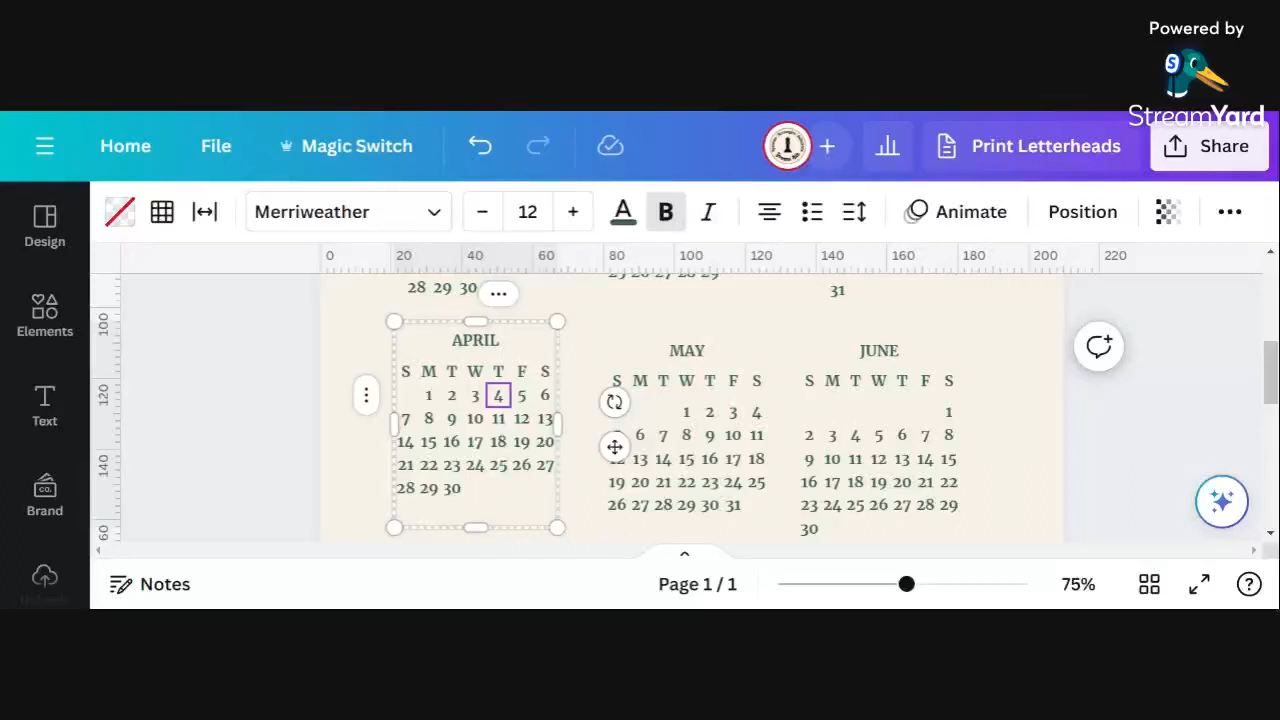 Powered by
StreamYard
Home File Magic Switch Print Letterheads Share
Merriweather 12 A B I Animate Position
0 20 40 60 80 100 120 140 160 180 200 220
Design
Elements
Text
CO.
Brand
100
120
140
60
28 29 30
31
APRIL
S M T W T F S
1 2 3 4 5 6
7 8 9 10 11 12 13
14 15 16 17 18 19 20
21 22 23 24 25 26 27
28 29 30
MAY
S M T W T F S
1 2 3 4
6 7 8 9 10 11
13 14 15 16 17 18
19 20 21 22 23 24 25
26 27 28 29 30 31
JUNE
S M T W T F S
1
2 3 4 5 6 7 8
9 10 11 12 13 14 15
16 17 18 19 20 21 22
23 24 25 26 27 28 29
30
Notes Page 1 / 1 75%